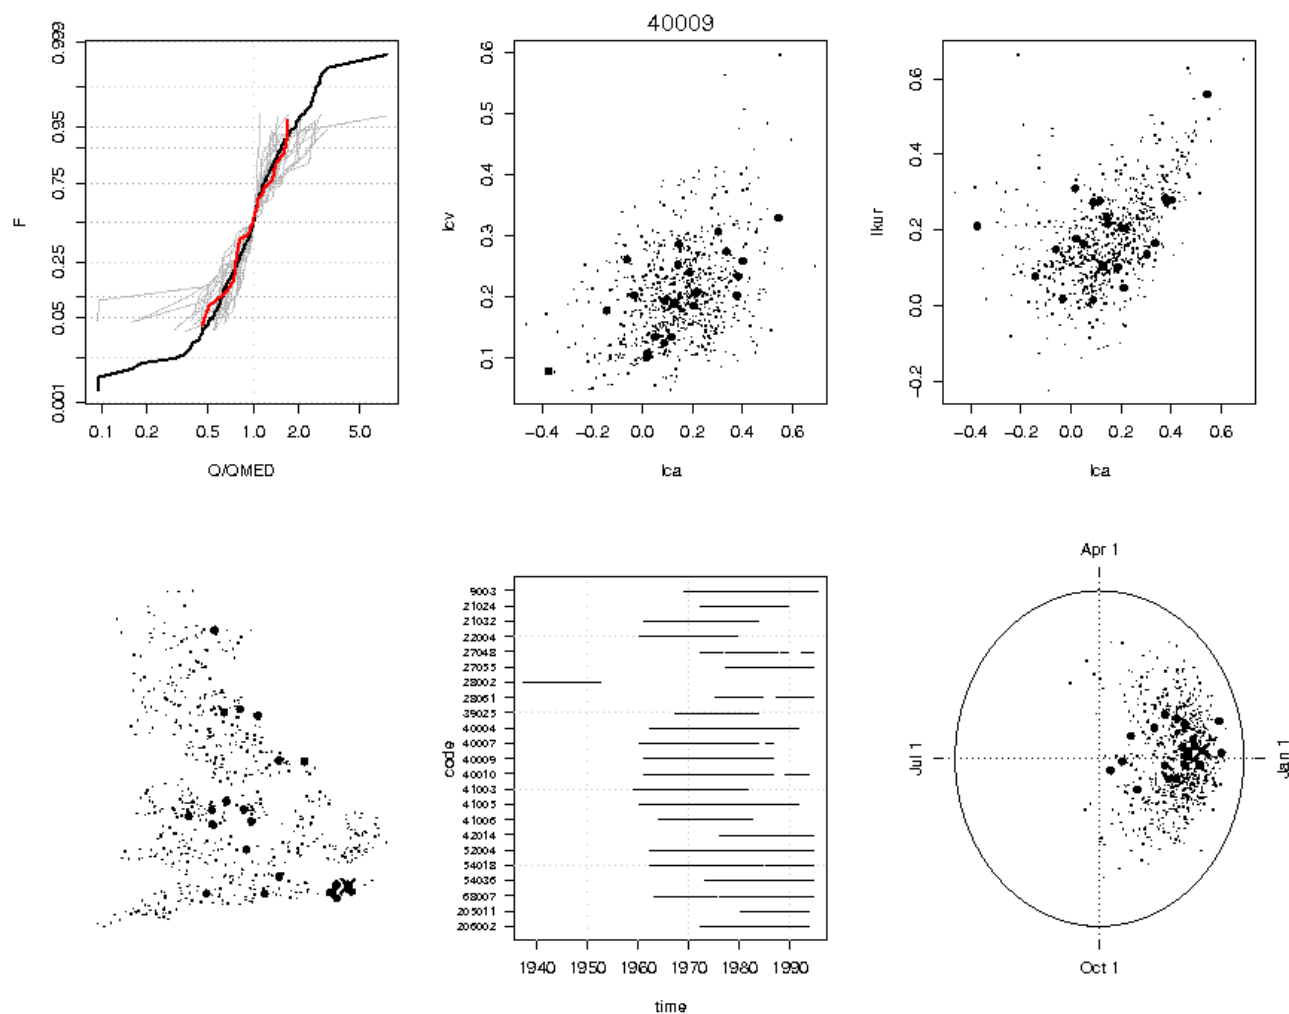 40009
0.999
0.95
0.75
0.25
0.05
0.001
F
0.1 0.2 0.5 1.0 2.0 5.0
Q/QMED
0.6
0.5
0.4
0.3
0.2
0.1
lcv
−0.4 −0.2 0.0 0.2 0.4 0.6
lca
0.6
0.4
0.2
0.0
−0.2
lkur
−0.4 0.0 0.2 0.4 0.6
lca
9003
21024
21032
22004
27048
27055
28002
28061
39025
40004
40007
40009
40010
41003
41005
41006
42014
52004
54018
54036
68007
205011
206002
code
1940 1950 1960 1970 1980 1990
time
Apr 1
Jul 1
Jan 1
Oct 1